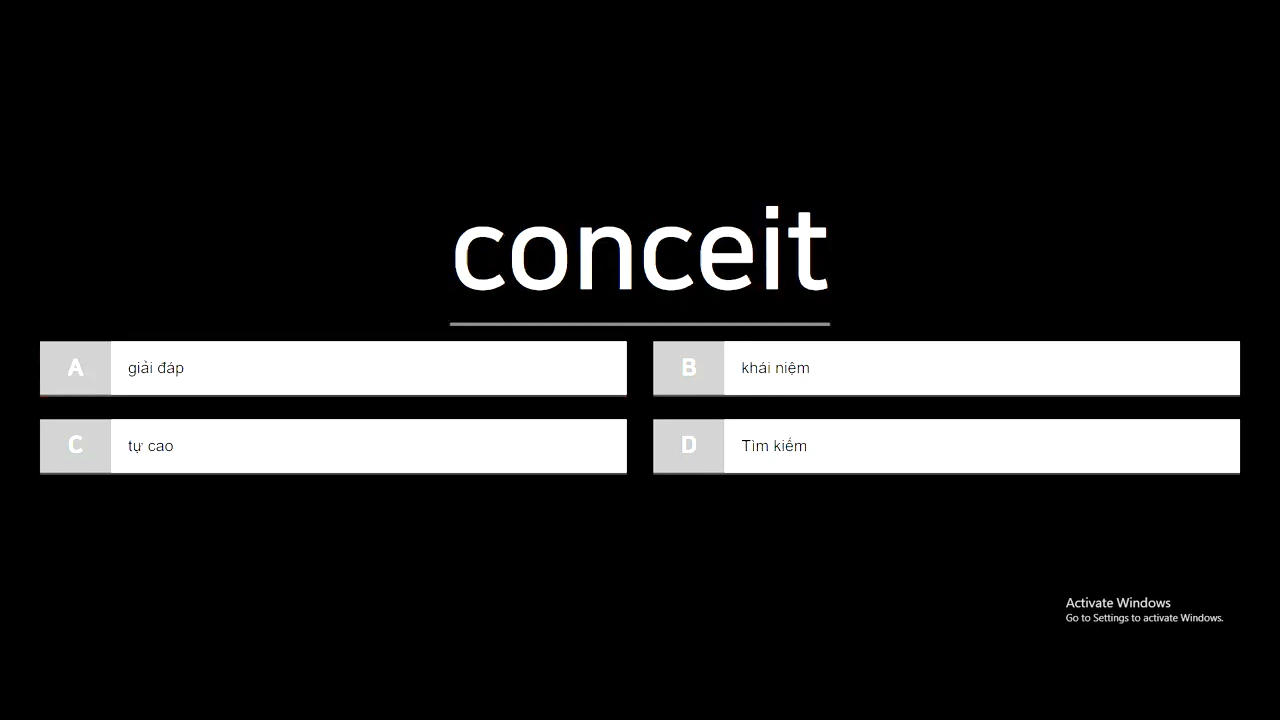 conceit
A giải đáp
B khái niệm
C tự cao
D Tìm kiếm
Activate Windows
Go to Settings to activate Windows.